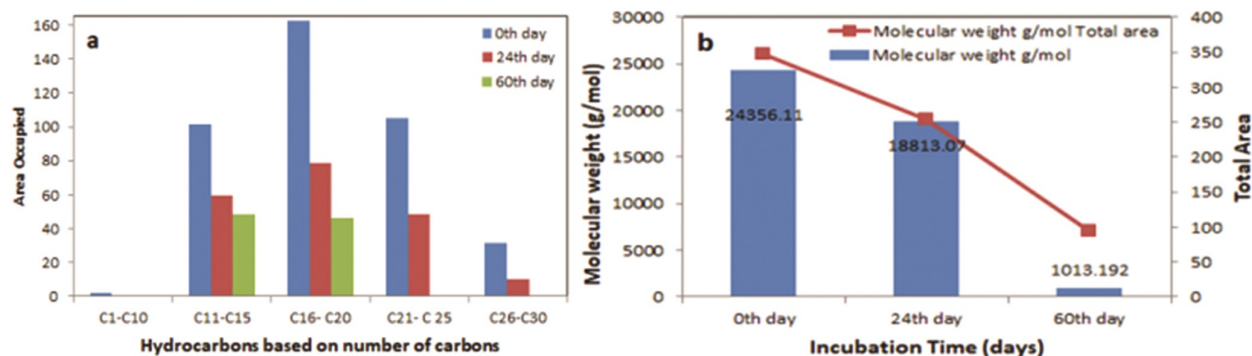 a
0th day
24th day
60th day
160
140
120
100
80
60
40
20
0
Area Occupied
C1-C10
C11-C15
C16- C20
C21- C 25
C26-C30
Hydrocarbons based on number of carbons
b
Molecular weight g/mol Total area
Molecular weight g/mol
30000
25000
20000
15000
10000
5000
0
Molecular weight (g/mol)
24356.11
18813.07
1013.192
400
350
300
250
200
150
100
50
0
Total Area
0th day
24th day
60th day
Incubation Time (days)